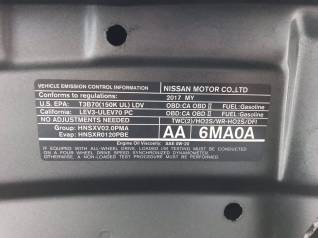 VEHICLE EMISSION CONTROL INFORMATION NISSAN MOTOR CO.,LTD
Conforms to regulations: 2017 MY
U.S. EPA: T3B70(150K UL) LDV OBD:CA OBD II FUEL:Gasoline
California: LEV3-ULEV70 PC OBD:CA OBD II FUEL:Gasoline
NO ADJUSTMENTS NEEDED TWC(2)/HO2S/WR-HO2S/DFI
Group: HNSXV02.0PMA
Evap: HNSXR0120PBE
AA 6MA0A
Engine Oil Viscosity: SAE 0W-20
IF EQUIPPED WITH ALL-WHEEL DRIVE, LOADED TESTING MUST BE CONDUCTED
ON A FOUR WHEEL DRIVE SPEED SYNCHRONIZED DYNAMOMETER.
OTHERWISE, A NON-LOADED TEST PROCEDURE MUST BE CONDUCTED.